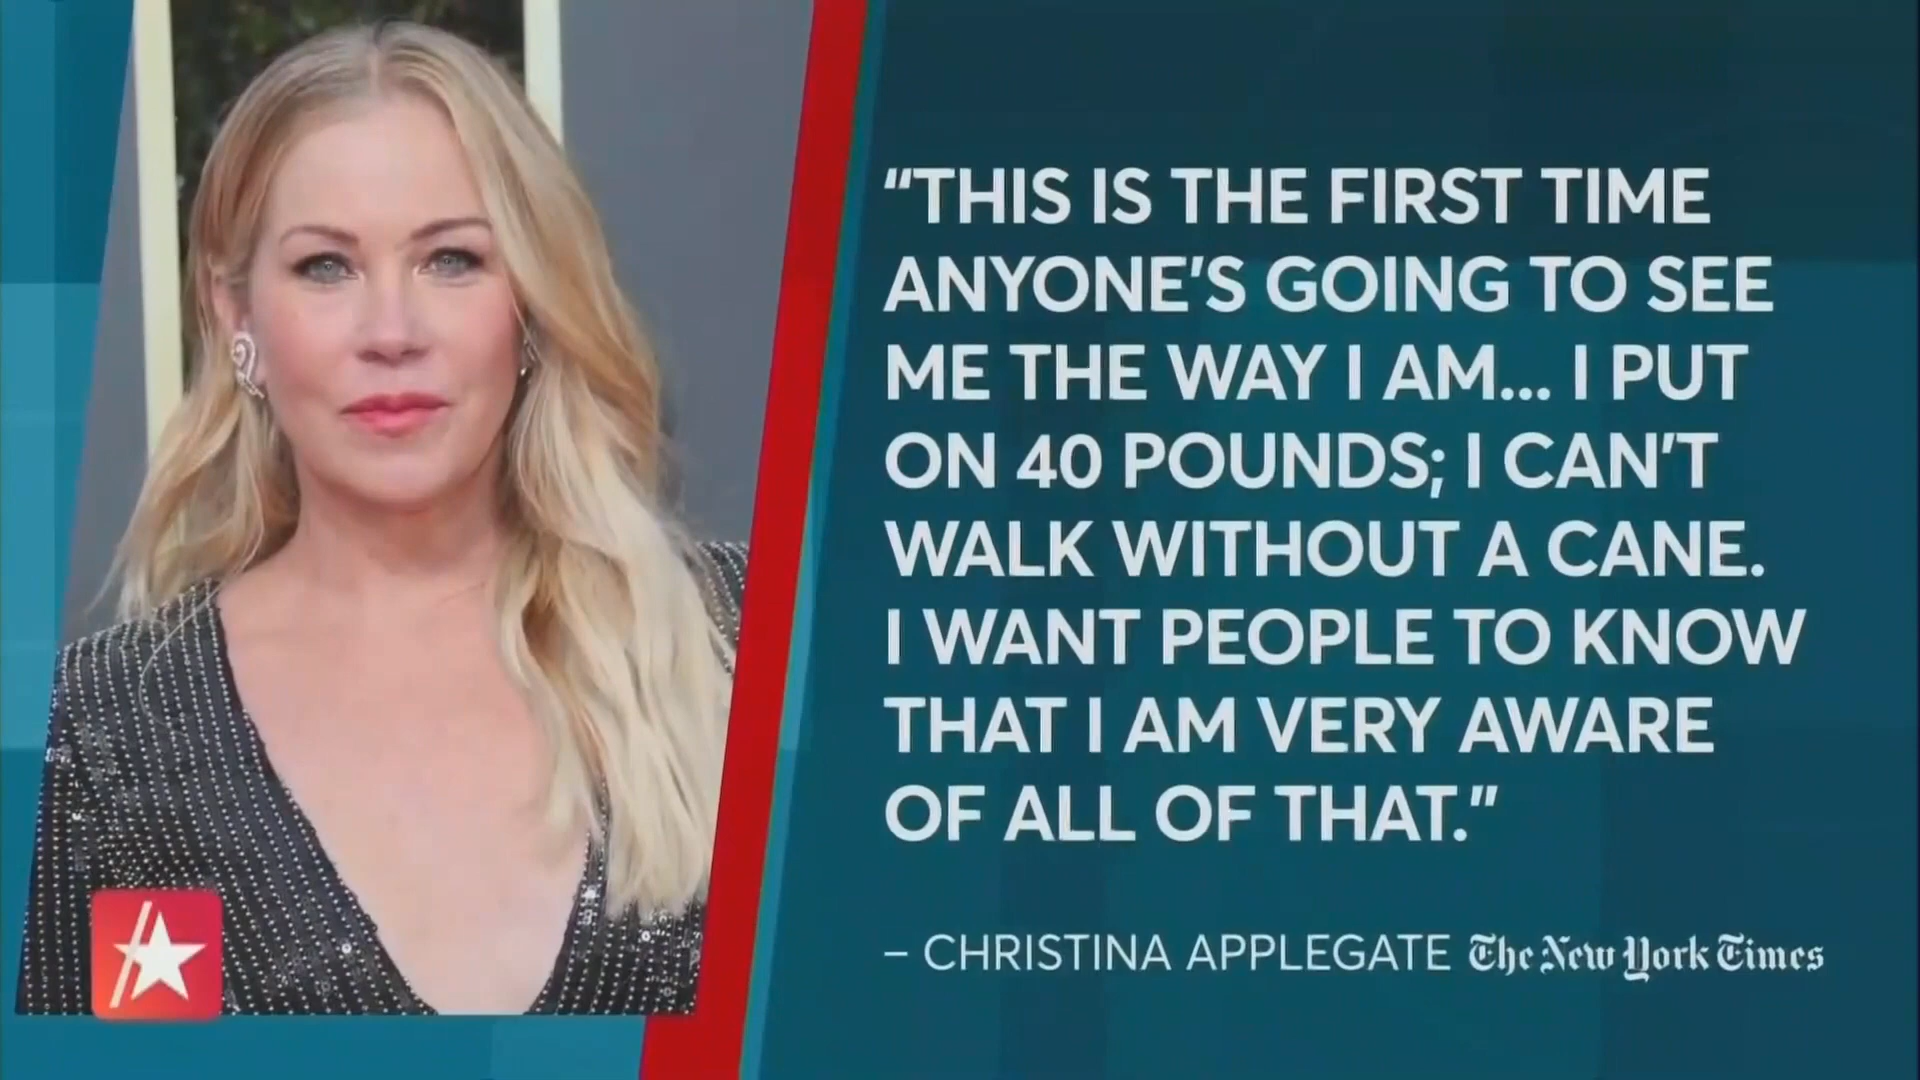 “THIS IS THE FIRST TIME
ANYONE’S GOING TO SEE
ME THE WAY I AM... I PUT
ON 40 POUNDS; I CAN’T
WALK WITHOUT A CANE.
I WANT PEOPLE TO KNOW
THAT I AM VERY AWARE
OF ALL OF THAT.”
– CHRISTINA APPLEGATE The New York Times